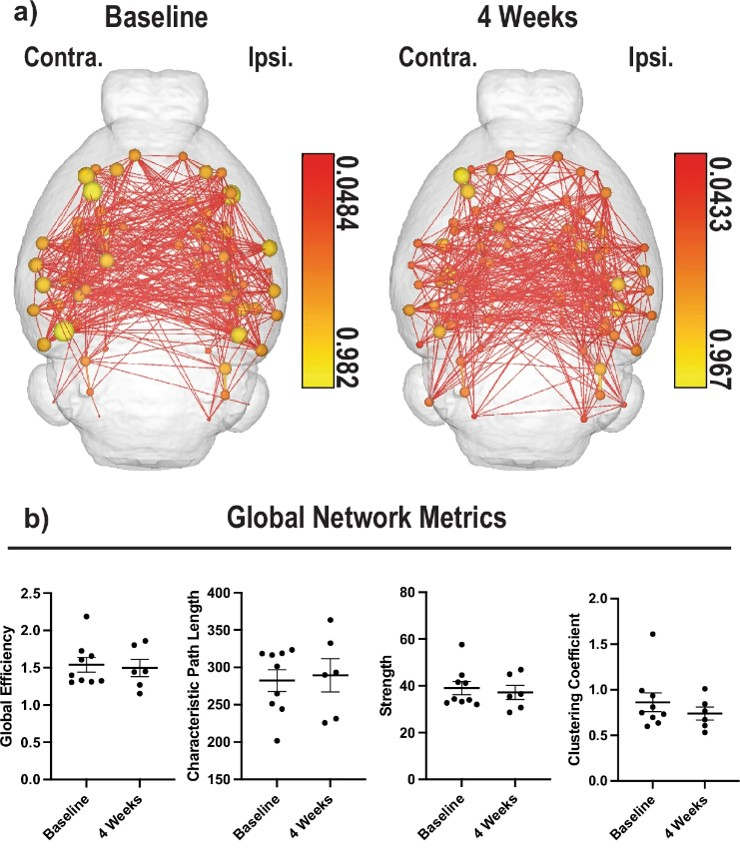 a)
Baseline
4 Weeks
Contra.
Ipsi.
Contra.
Ipsi.
0.0484
0.982
0.0433
0.967
b)
Global Network Metrics
Global Efficiency
2.5
2.0
1.5
1.0
0.5
0.0
Baseline
4 Weeks
Characteristic Path Length
400
350
300
250
200
150
Baseline
4 Weeks
Strength
80
60
40
20
0
Baseline
4 Weeks
Clustering Coefficient
2.0
1.5
1.0
0.5
0.0
Baseline
4 Weeks